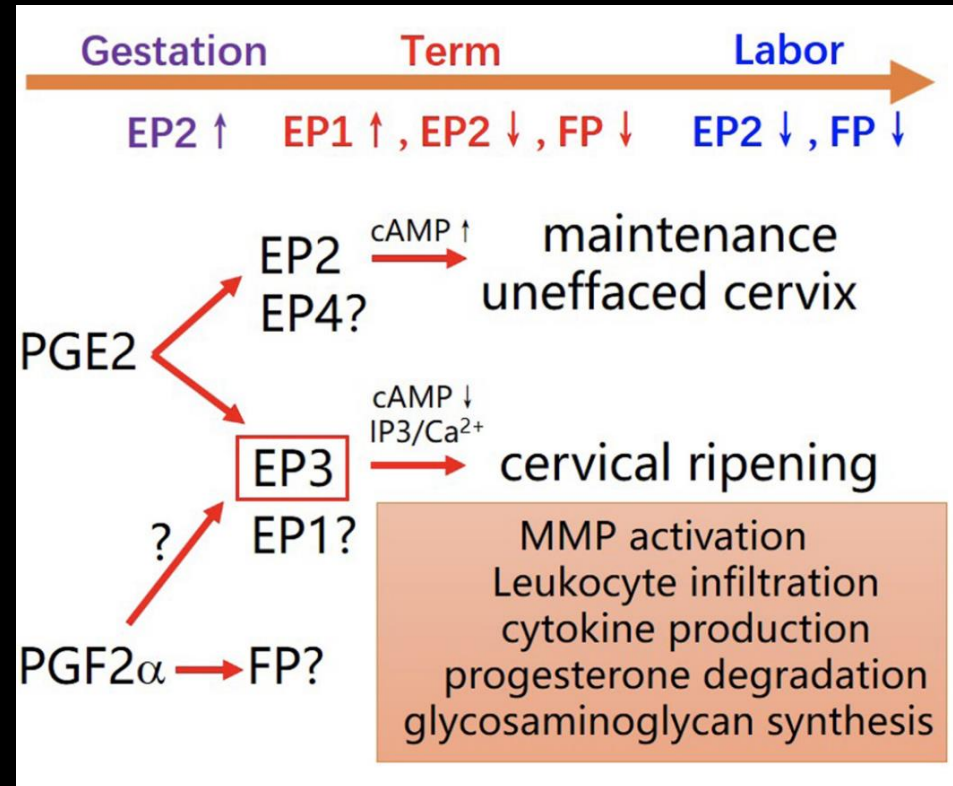 Gestation Term Labor
EP2 ↑ EP1 ↑ , EP2 ↓ , FP ↓ EP2 ↓ , FP ↓
EP2 cAMP ↑ maintenance
EP4? uneffaced cervix
PGE2
cAMP ↓
IP3/Ca²⁺
EP3 cervical ripening
EP1?
?
MMP activation
Leukocyte infiltration
cytokine production
progesterone degradation
glycosaminoglycan synthesis
PGF2α FP?